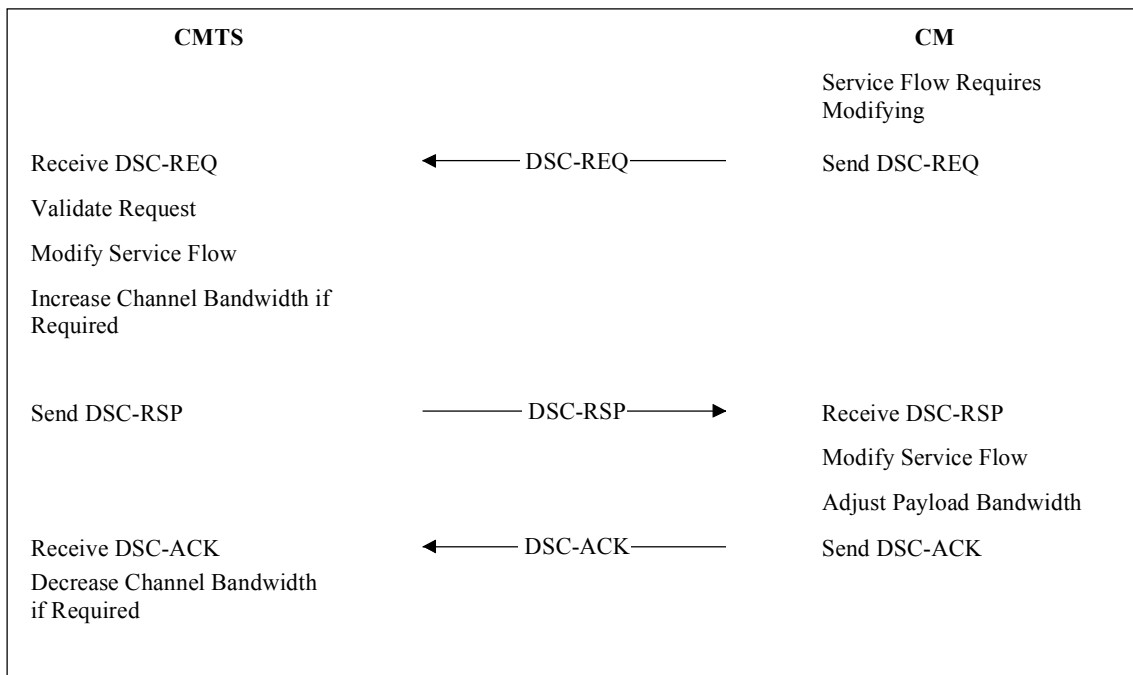 CMTS CM
Service Flow Requires
Modifying
Receive DSC-REQ DSC-REQ Send DSC-REQ
Validate Request
Modify Service Flow
Increase Channel Bandwidth if
Required
Send DSC-RSP DSC-RSP Receive DSC-RSP
Modify Service Flow
Adjust Payload Bandwidth
Receive DSC-ACK DSC-ACK Send DSC-ACK
Decrease Channel Bandwidth
if Required